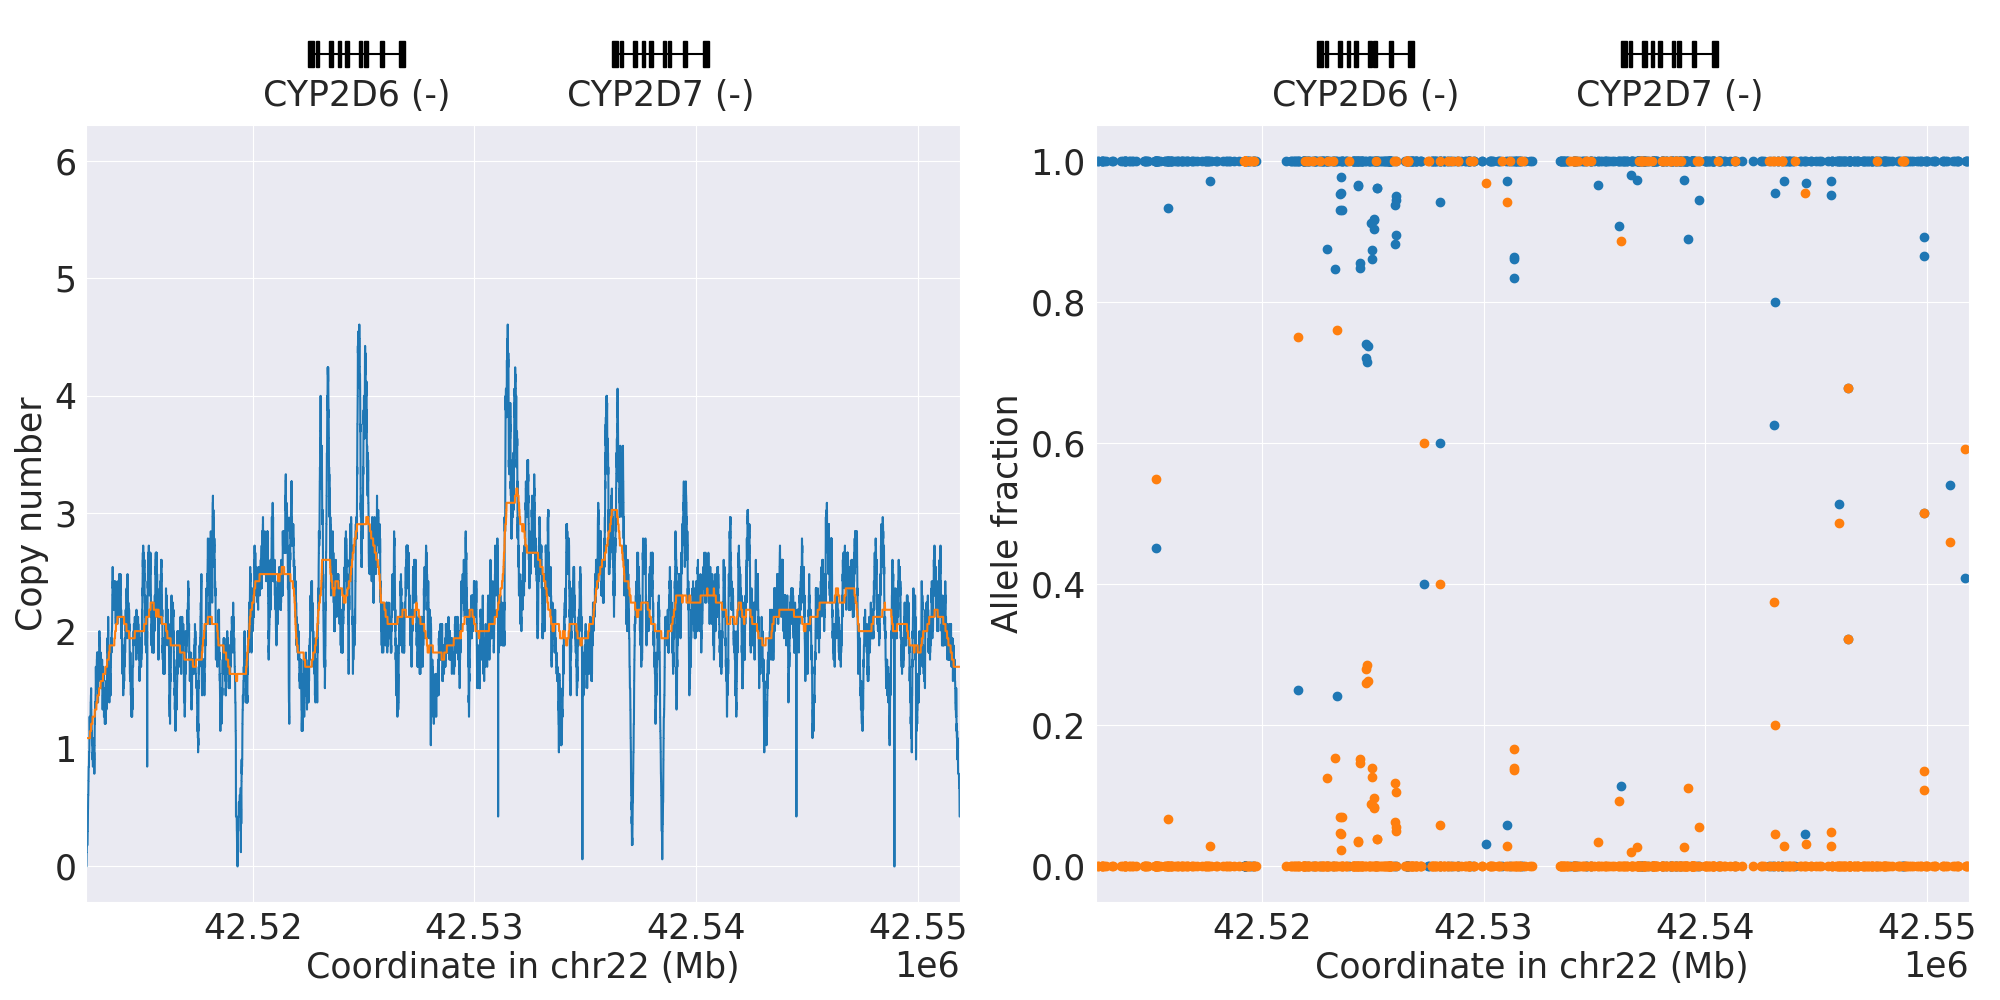 CYP2D6 (-) CYP2D7 (-)
6
5
4
3
2
1
0
Copy number
42.52 42.53 42.54 42.55
Coordinate in chr22 (Mb)
1e6
CYP2D6 (-) CYP2D7 (-)
1.0
0.8
0.6
0.4
0.2
0.0
Allele fraction
42.52 42.53 42.54 42.55
Coordinate in chr22 (Mb)
1e6